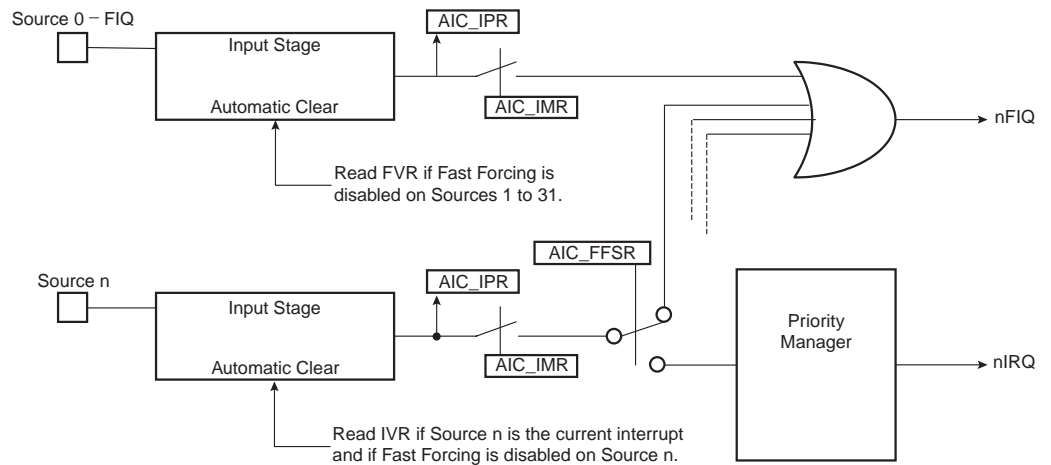 Source 0 – FIQ
AIC_IPR
Input Stage
Automatic Clear
AIC_IMR
nFIQ
Read FVR if Fast Forcing is
disabled on Sources 1 to 31.
AIC_FFSR
Source n
AIC_IPR
Input Stage
Priority
Manager
Automatic Clear
AIC_IMR
nIRQ
Read IVR if Source n is the current interrupt
and if Fast Forcing is disabled on Source n.